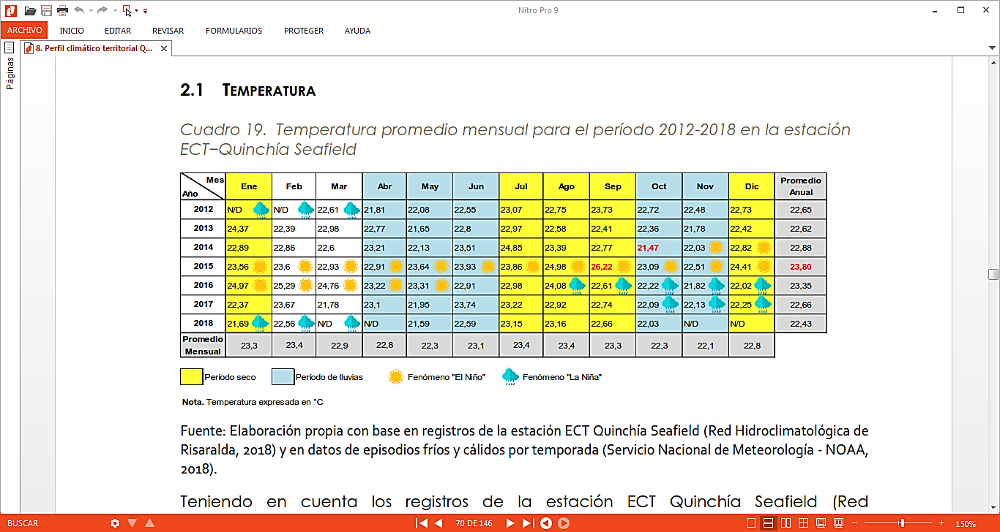 Nitro Pro 9
ARCHIVO INICIO EDITAR REVISAR FORMULARIOS PROTEGER AYUDA
8. Perfil climático territorial Q...
Páginas
2.1 TEMPERATURA
Cuadro 19. Temperatura promedio mensual para el período 2012-2018 en la estación
ECT–Quinchía Seafield
Mes Año Ene Feb Mar Abr May Jun Jul Ago Sep Oct Nov Dic Promedio Anual
2012 N/D N/D 22,61 21,81 22,08 22,55 23,07 22,75 23,73 22,72 22,48 22,73 22,65
2013 24,37 22,39 22,98 22,77 21,65 22,8 22,97 22,58 22,41 22,36 21,78 22,42 22,62
2014 22,89 22,86 22,6 23,21 22,13 23,51 24,85 23,39 22,77 21,47 22,03 22,82 22,88
2015 23,56 23,6 22,93 22,91 23,64 23,93 23,86 24,98 26,22 23,09 22,51 24,41 23,80
2016 24,97 25,29 24,76 23,22 23,31 22,91 22,98 24,08 22,61 22,22 21,82 22,02 23,35
2017 22,37 23,67 21,78 23,1 21,95 23,74 23,22 22,92 22,74 22,09 22,13 22,25 22,66
2018 21,69 22,56 N/D N/D 21,59 22,59 23,15 23,16 22,66 22,03 N/D N/D 22,43
Promedio Mensual 23,3 23,4 22,9 22,8 22,3 23,1 23,4 23,4 23,3 22,3 22,1 22,8
Período seco Período de lluvias Fenómeno "El Niño" Fenómeno "La Niña"
Nota. Temperatura expresada en °C
Fuente: Elaboración propia con base en registros de la estación ECT Quinchía Seafield (Red Hidroclimatológica de
Risaralda, 2018) y en datos de episodios fríos y cálidos por temporada (Servicio Nacional de Meteorología - NOAA,
2018).
Teniendo en cuenta los registros de la estación ECT Quinchía Seafield (Red
BUSCAR 70 DE 146 150%